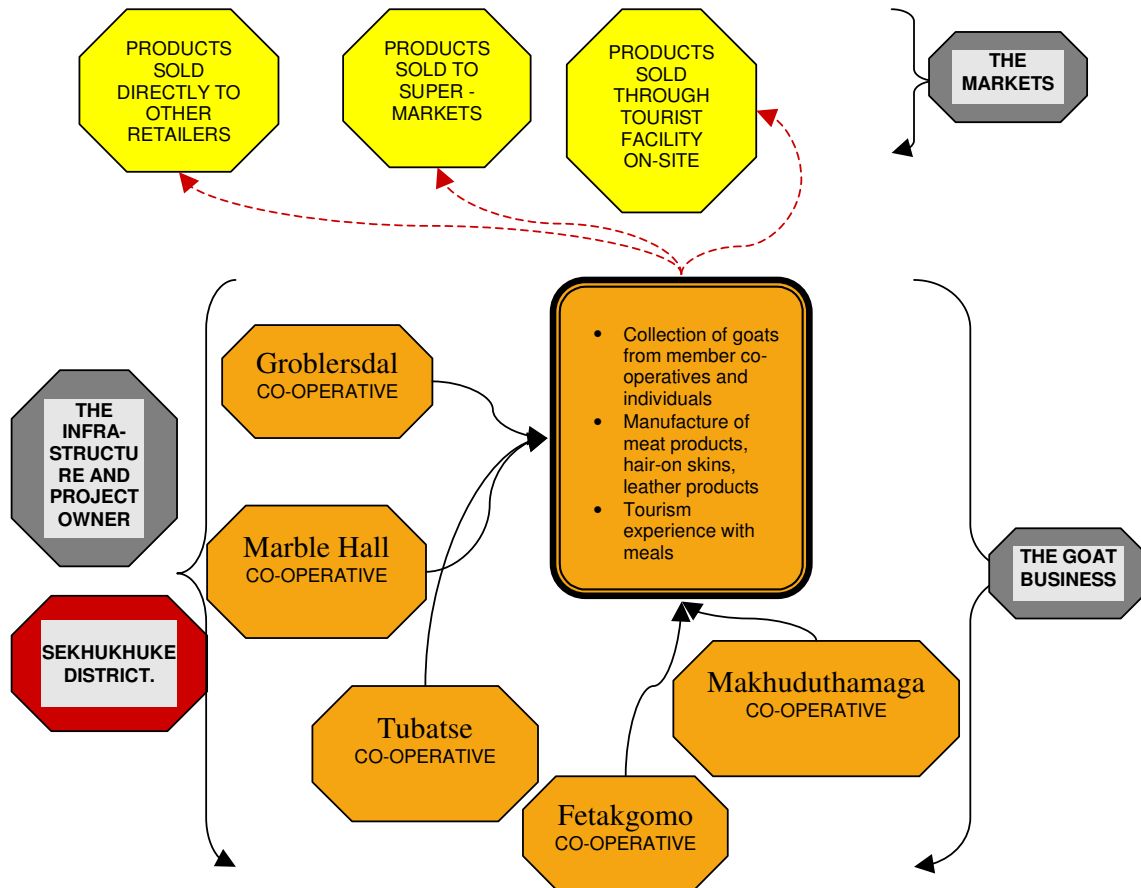 PRODUCTS
SOLD
DIRECTLY TO
OTHER
RETAILERS
PRODUCTS
SOLD TO
SUPER -
MARKETS
PRODUCTS
SOLD
THROUGH
TOURIST
FACILITY
ON-SITE
THE
MARKETS
Groblersdal
CO-OPERATIVE
• Collection of goats
from member co-
operatives and
individuals
• Manufacture of
meat products,
hair-on skins,
leather products
• Tourism
experience with
meals
THE
INFRA-
STRUCTU
RE AND
PROJECT
OWNER
Marble Hall
CO-OPERATIVE
THE GOAT
BUSINESS
SEKHUKHUKE
DISTRICT.
Makhuduthamaga
CO-OPERATIVE
Tubatse
CO-OPERATIVE
Fetakgomo
CO-OPERATIVE